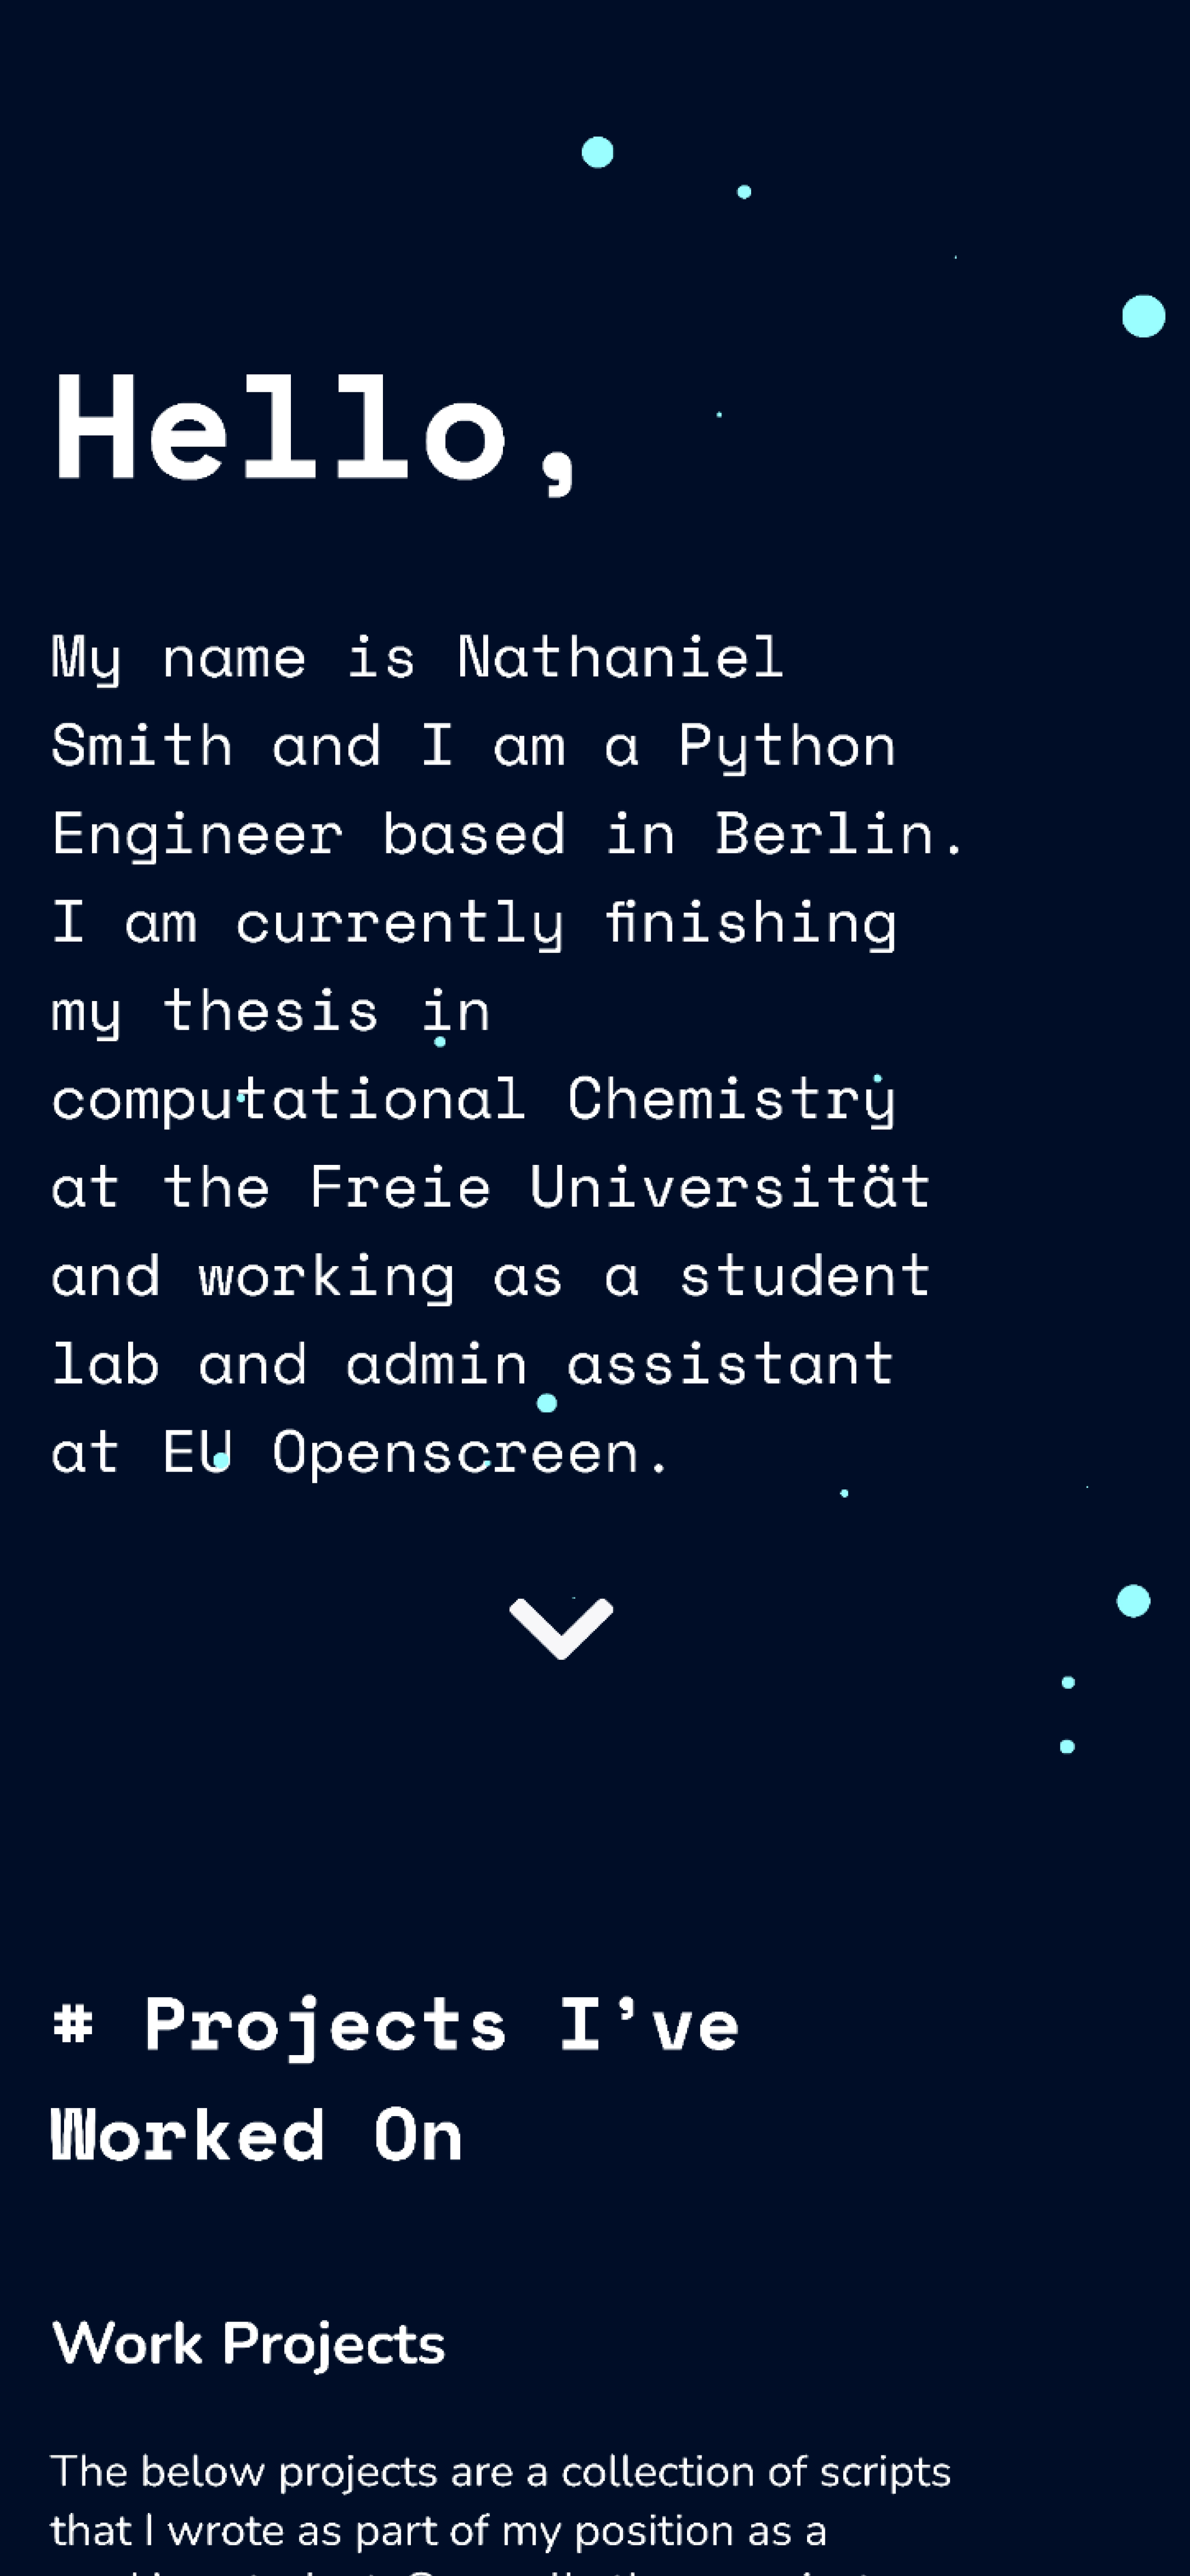 Hello,
My name is Nathaniel
Smith and I am a Python
Engineer based in Berlin.
I am currently finishing
my thesis in
computational Chemistry
at the Freie Universität
and working as a student
lab and admin assistant
at EU Openscreen.
# Projects I’ve
Worked On
Work Projects
The below projects are a collection of scripts
that I wrote as part of my position as a